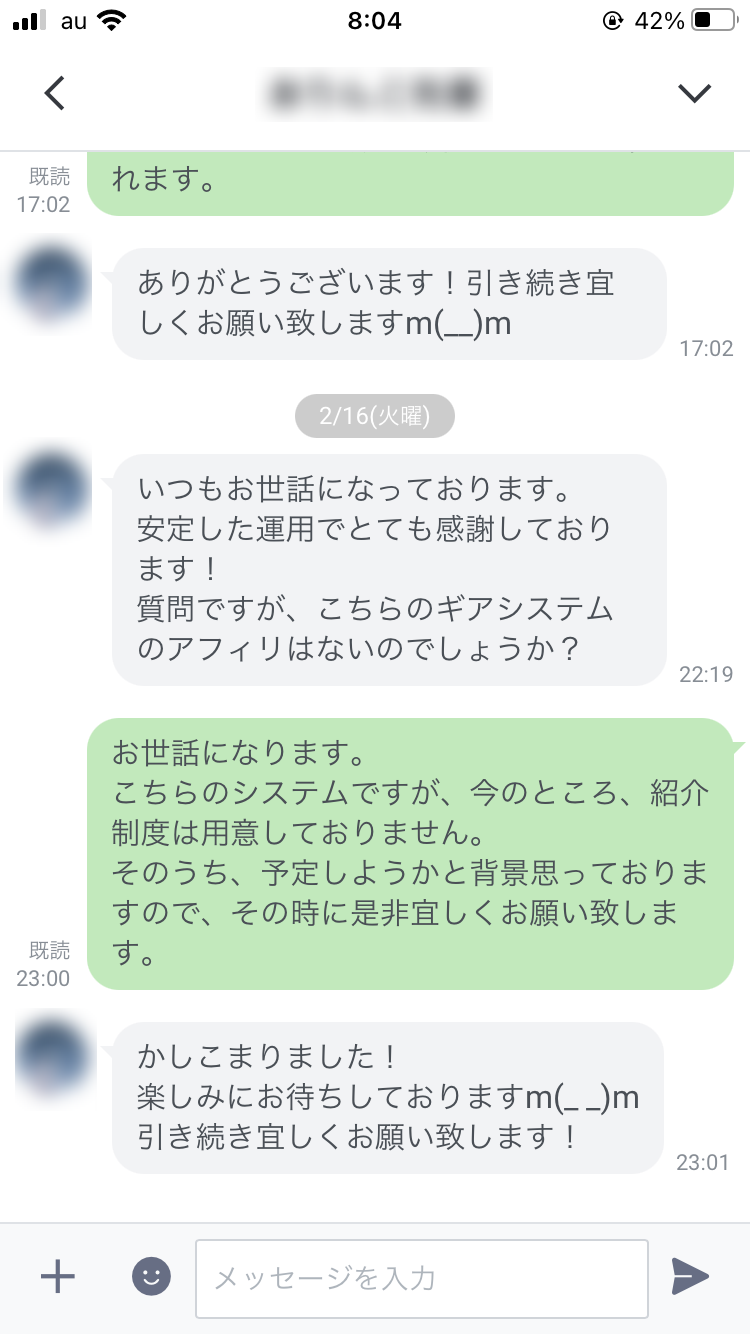 au
8:04
42%
れます。
既読
17:02
ありがとうございます！引き続き宜
しくお願い致しますm(__)m
17:02
2/16(火曜)
いつもお世話になっております。
安定した運用でとても感謝しており
ます！
質問ですが、こちらのギアシステム
のアフィリはないのでしょうか？
22:19
お世話になります。
こちらのシステムですが、今のところ、紹介
制度は用意しておりません。
そのうち、予定しようかと背景思っておりま
すので、その時に是非宜しくお願い致しま
す。
既読
23:00
かしこまりました！
楽しみにお待ちしておりますm(_ _)m
引き続き宜しくお願い致します！
23:01
メッセージを入力